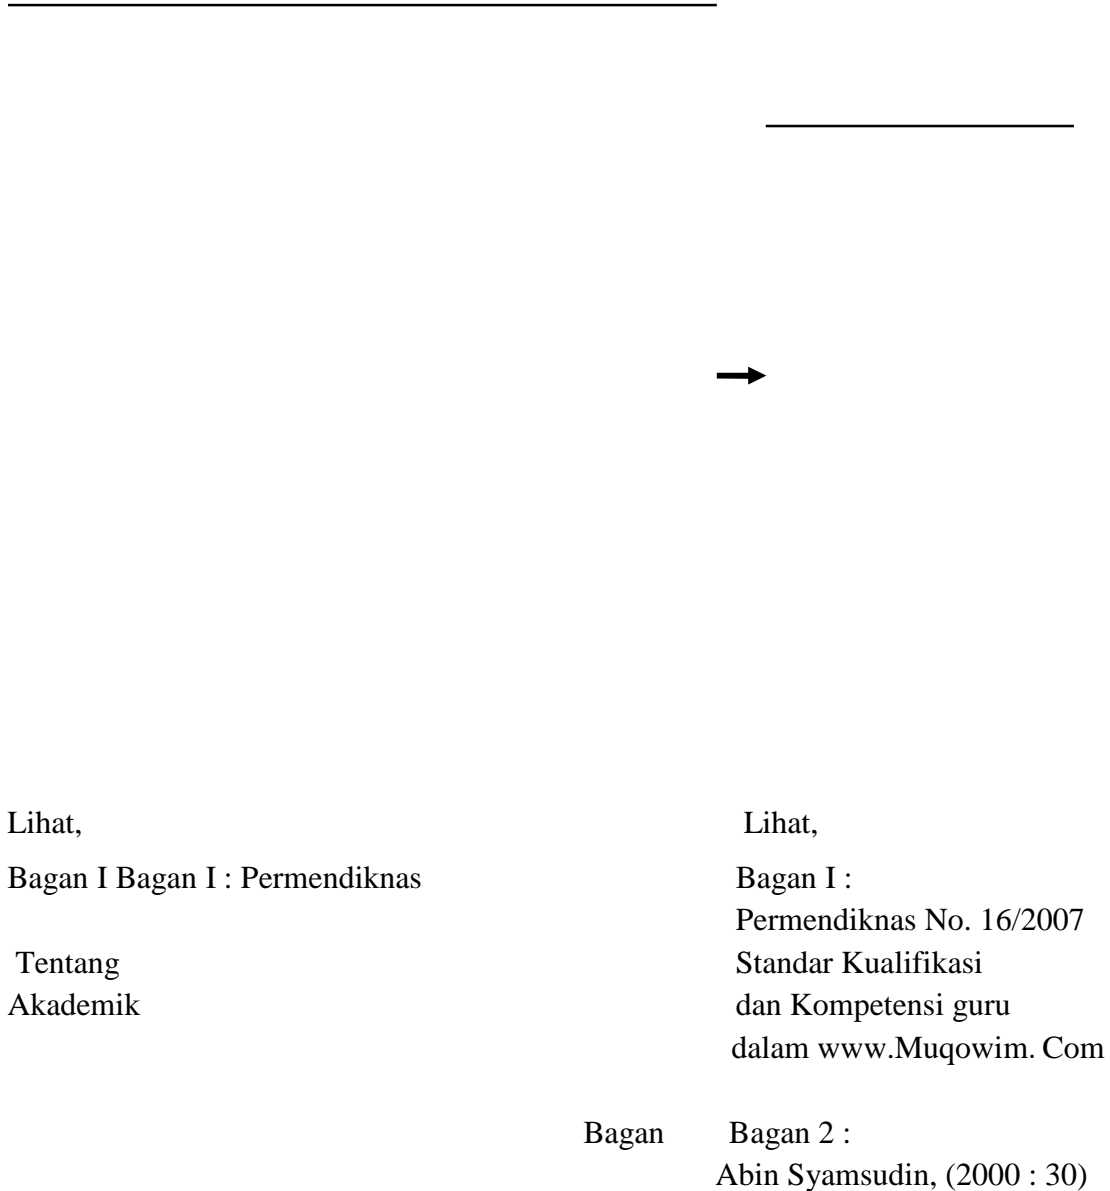 Lihat, Lihat,
Bagan I Bagan I : Permendiknas Bagan I :
Permendiknas No. 16/2007
Tentang Standar Kualifikasi
Akademik dan Kompetensi guru
dalam www.Muqowim. Com
Bagan Bagan 2 :
Abin Syamsudin, (2000 : 30)